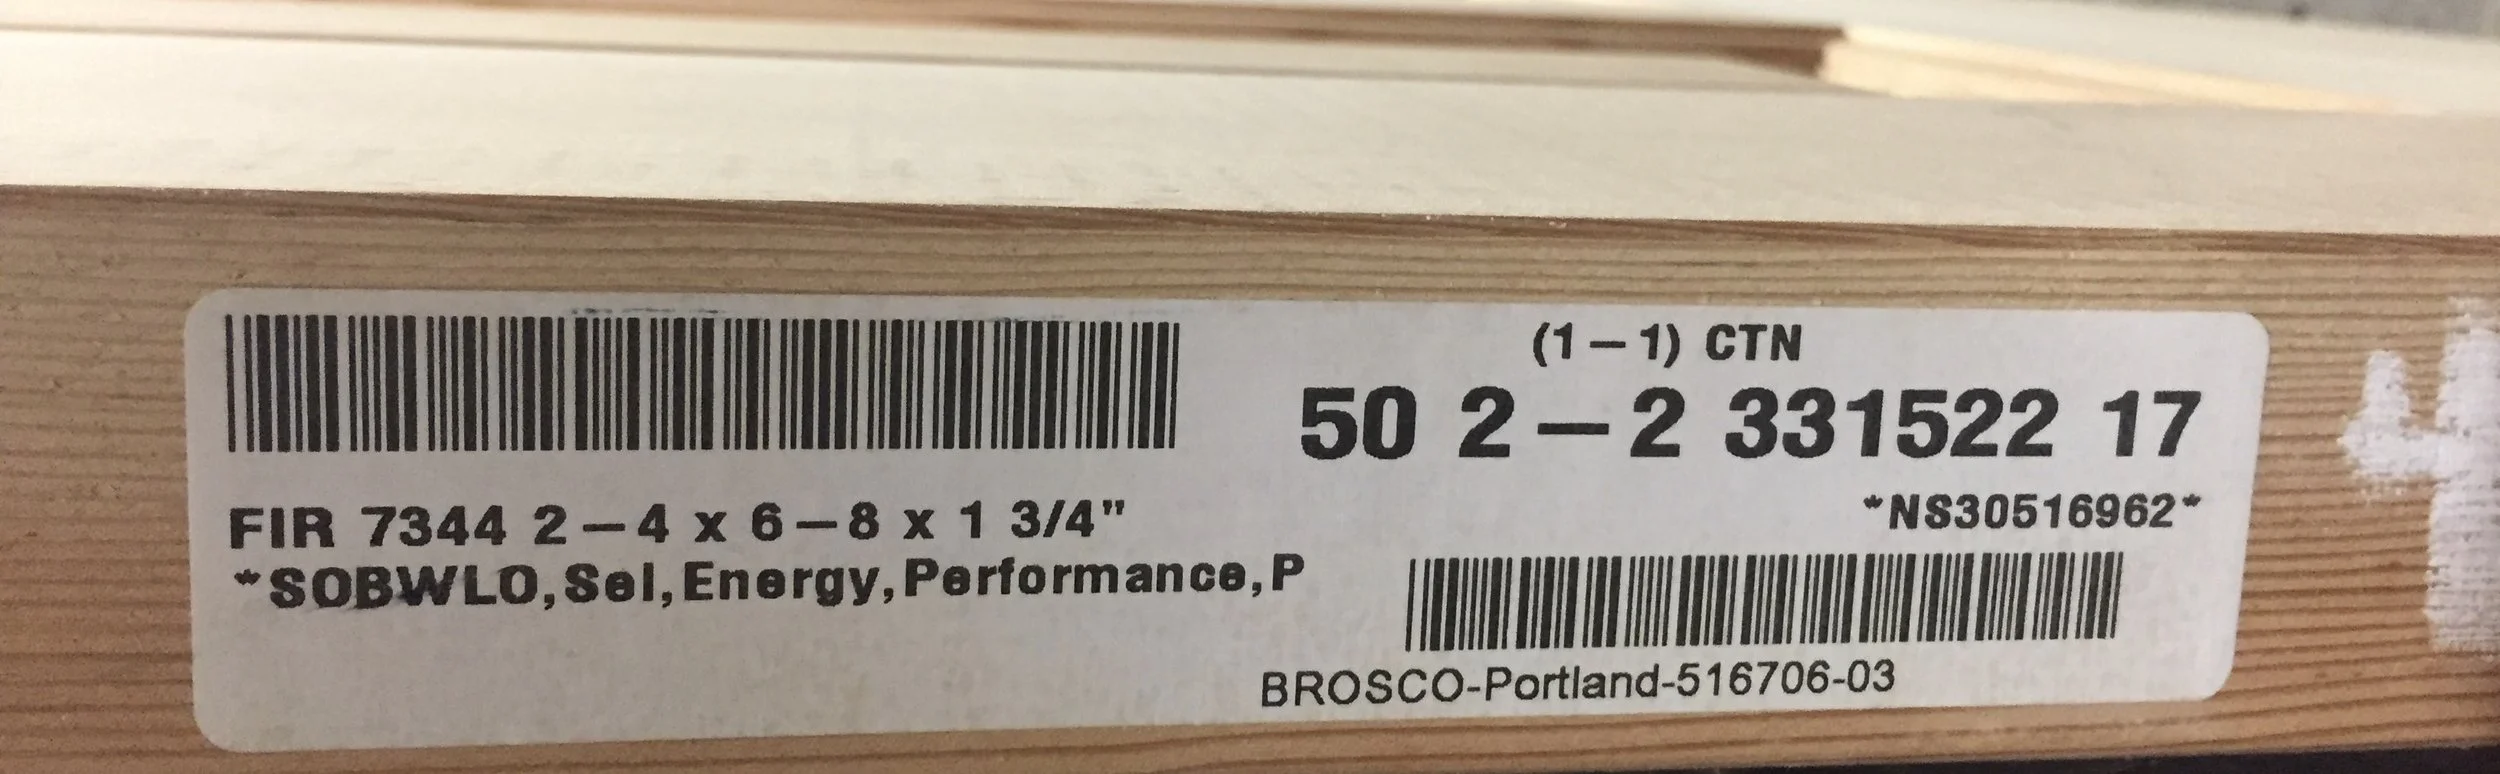 (1–1) CTN
50 2–2 331522 17
FIR 7344 2–4 x 6–8 x 1 3/4"
*NS30516962*
*SOBWLO,Sel,Energy,Performance,P
BROSCO-Portland-516706-03
4